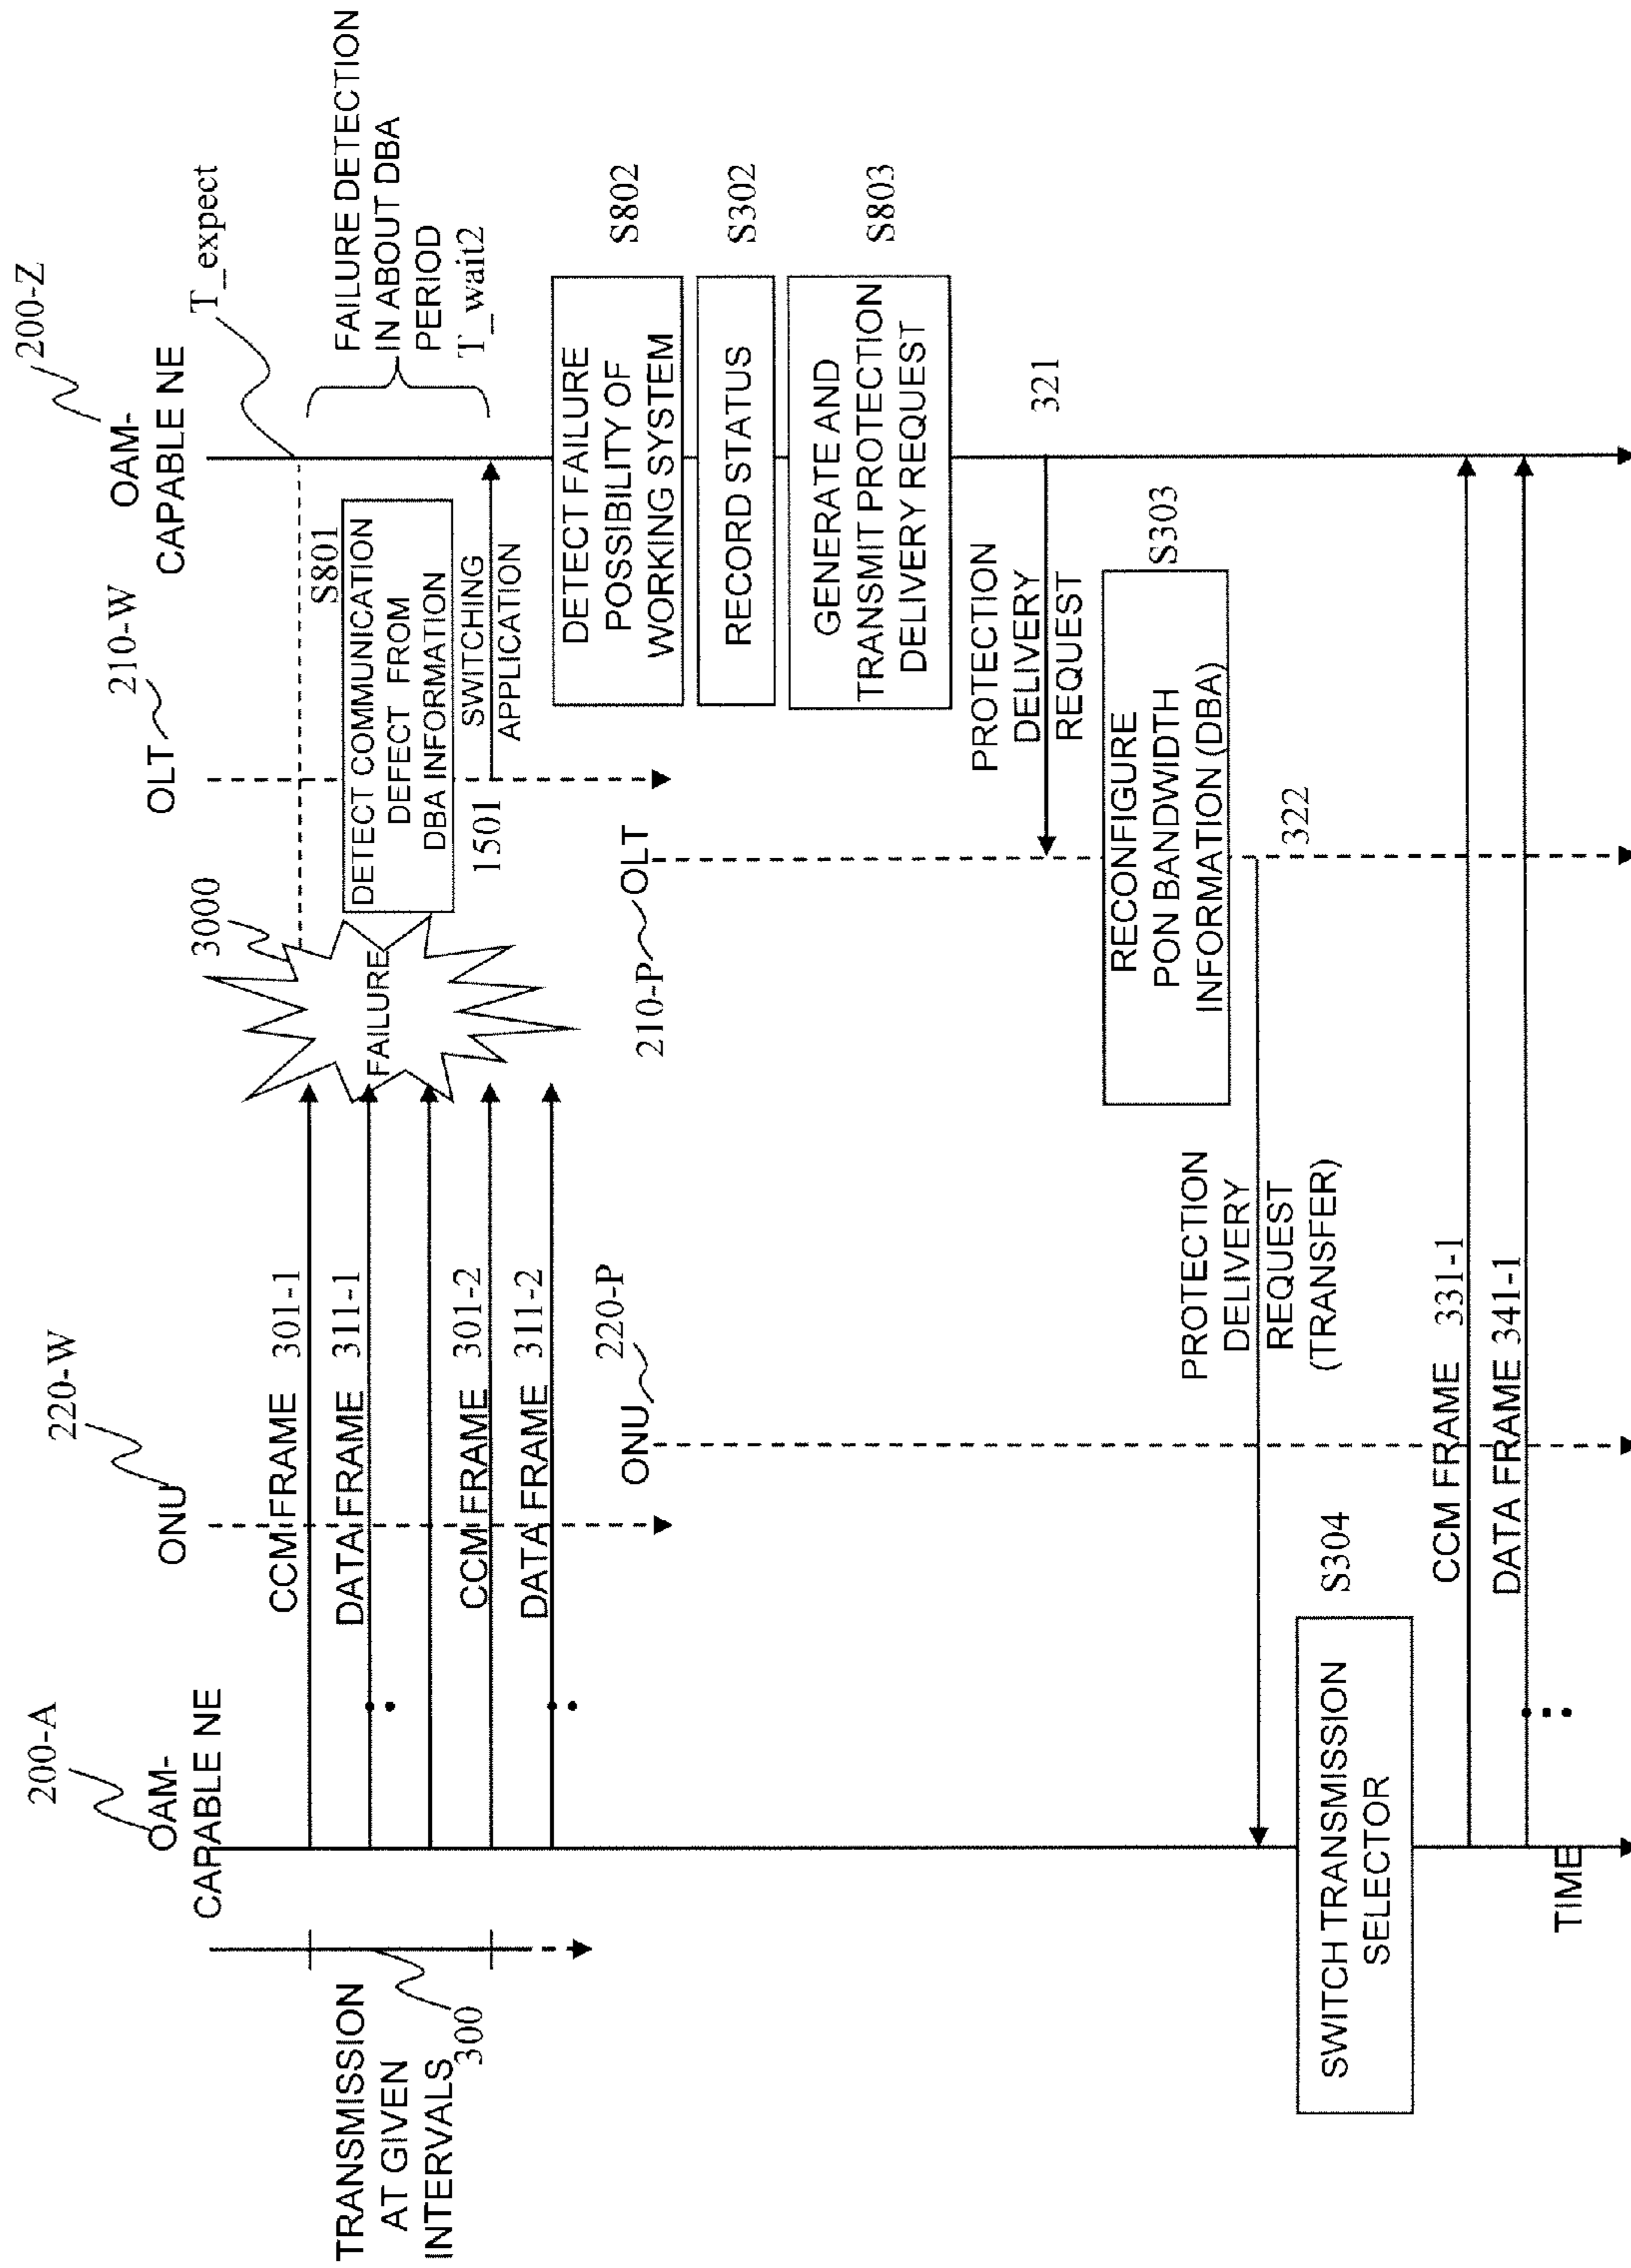 200-A
OAM-
CAPABLE NE
220-W
ONU
210-W
OLT
200-Z
OAM-
CAPABLE NE
T_expect
3000
FAILURE
TRANSMISSION
AT GIVEN
INTERVALS
300
CCM FRAME 301-1
DATA FRAME 311-1
CCM FRAME 301-2
DATA FRAME 311-2
S801
DETECT COMMUNICATION
DEFECT FROM
DBA INFORMATION
1501
SWITCHING
APPLICATION
FAILURE DETECTION
IN ABOUT DBA
PERIOD
T_wait2
220-P
ONU
210-P
OLT
DETECT FAILURE
POSSIBILITY OF
WORKING SYSTEM
S802
RECORD STATUS
S302
GENERATE AND
TRANSMIT PROTECTION
DELIVERY REQUEST
S803
PROTECTION
DELIVERY
REQUEST
321
RECONFIGURE
PON BANDWIDTH
INFORMATION (DBA)
S303
322
PROTECTION
DELIVERY
REQUEST
(TRANSFER)
SWITCH TRANSMISSION
SELECTOR
S304
CCM FRAME 331-1
DATA FRAME 341-1
TIME